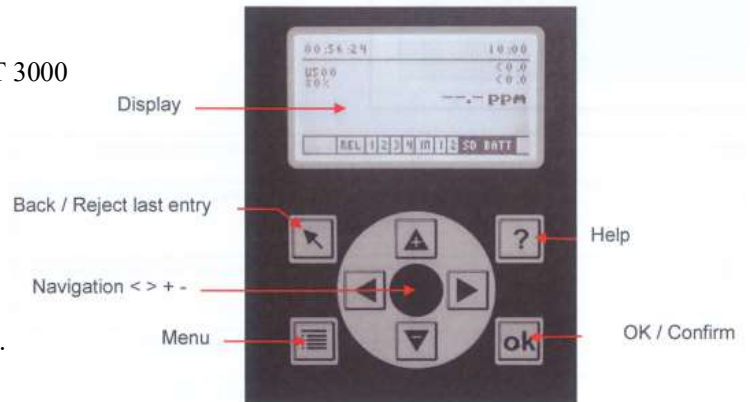 T 3000
00:56:24 10:00
<0.0
<0.0
80%
--.- PPM
REL 1 2 3 4 IN 1 2 SD BATT
Display
Back / Reject last entry
?
Help
Navigation < > + -
+
-
Menu
ok
OK / Confirm
.